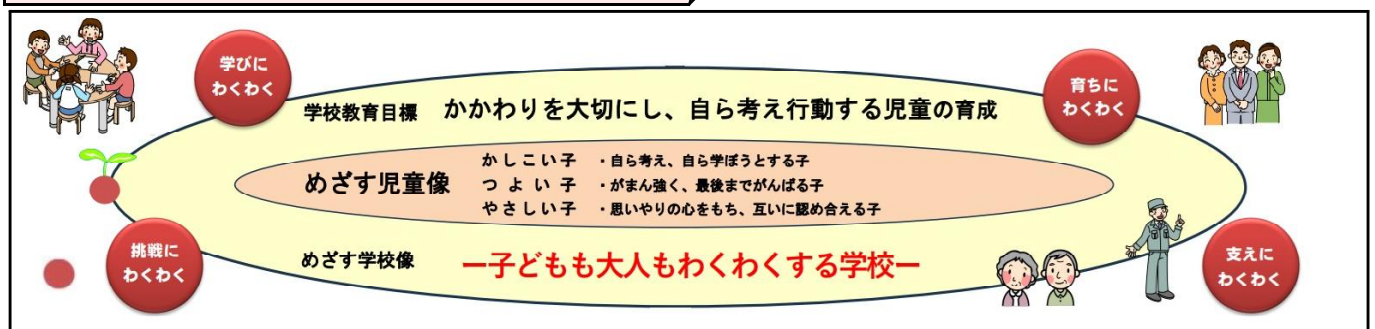 学びに
わくわく
育ちに
わくわく
学校教育目標 かかわりを大切にし、自ら考え行動する児童の育成
めざす児童像
かしこい子 ・自ら考え、自ら学ぼうとする子
つよい子 ・がまん強く、最後までがんばる子
やさしい子 ・思いやりの心をもち、互いに認め合える子
めざす学校像 ー子どもも大人もわくわくする学校ー
挑戦に
わくわく
支えに
わくわく